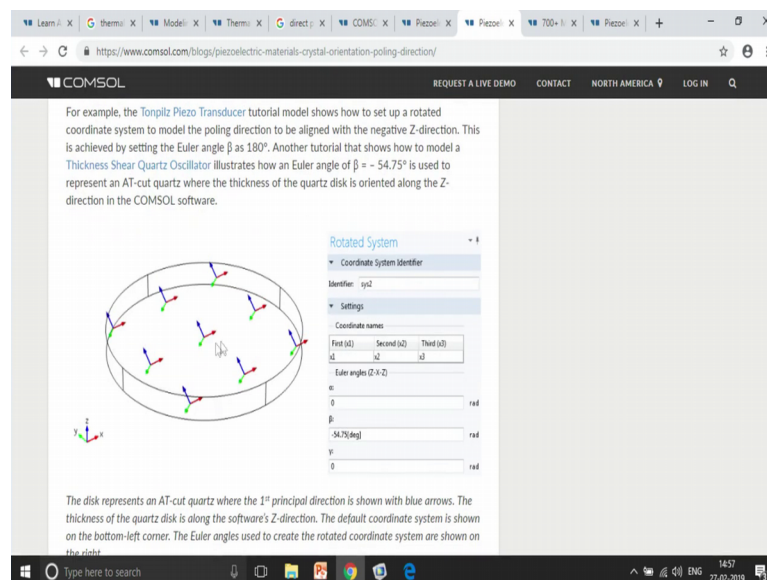 Learn A
thermal
Modeli
Therma
direct p
COMSO
Piezoele
Piezoele
700+ M
Piezoel
https://www.comsol.com/blogs/piezoelectric-materials-crystal-orientation-poling-direction/
COMSOL
REQUEST A LIVE DEMO CONTACT NORTH AMERICA LOG IN
For example, the Tonpilz Piezo Transducer tutorial model shows how to set up a rotated
coordinate system to model the poling direction to be aligned with the negative Z-direction. This
is achieved by setting the Euler angle β as 180°. Another tutorial that shows how to model a
Thickness Shear Quartz Oscillator illustrates how an Euler angle of β = – 54.75° is used to
represent an AT-cut quartz where the thickness of the quartz disk is oriented along the Z-
direction in the COMSOL software.
z
y x
Rotated System
Coordinate System Identifier
Identifier: sys2
Settings
Coordinate names
First (x1) Second (x2) Third (x3)
x1 x2 x3
Euler angles (Z-X-Z)
α:
0 rad
β:
-54.75[deg] rad
γ:
0 rad
The disk represents an AT-cut quartz where the 1st principal direction is shown with blue arrows. The
thickness of the quartz disk is along the software's Z-direction. The default coordinate system is shown
on the bottom-left corner. The Euler angles used to create the rotated coordinate system are shown on
the right.
Type here to search
ENG
14:57
27-02-2019